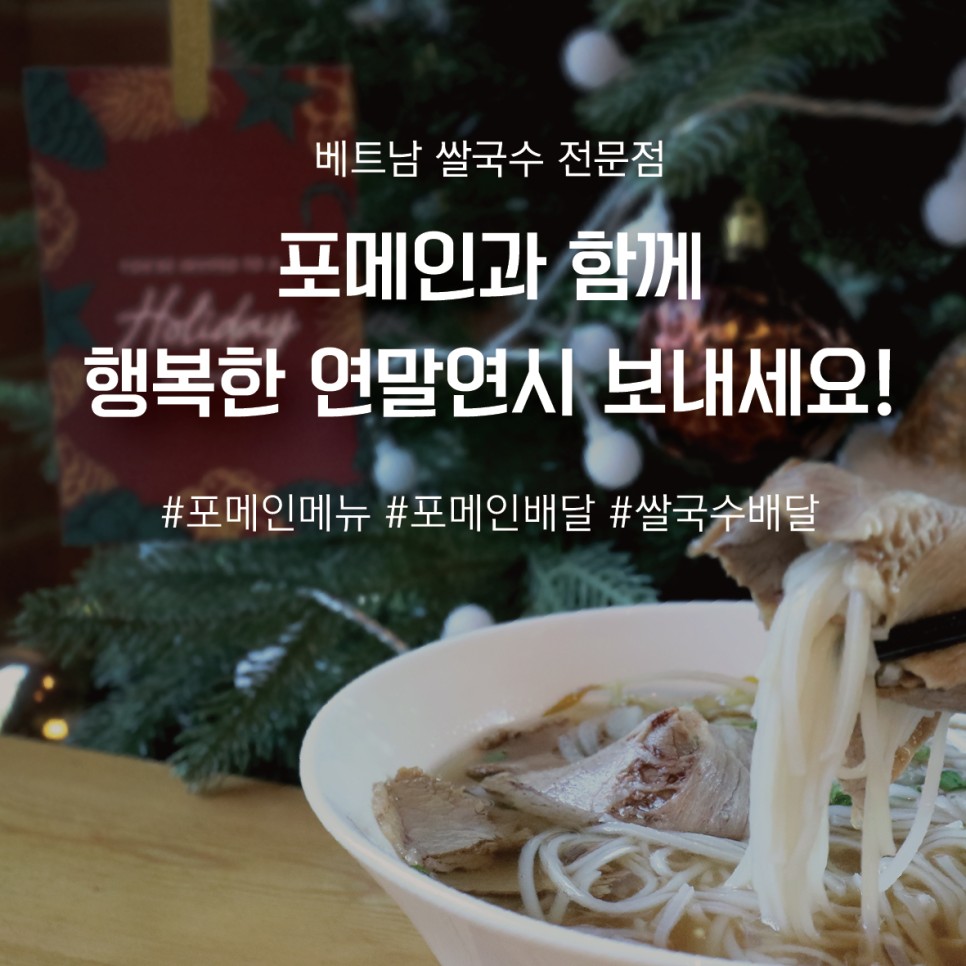 베트남 쌀국수 전문점
포메인과 함께
Holiday
행복한 연말연시 보내세요!
#포메인메뉴 #포메인배달 #쌀국수배달